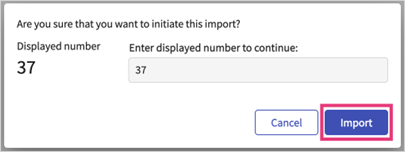 Are you sure that you want to initiate this import?
Displayed number
37
Enter displayed number to continue:
37
Cancel
Import